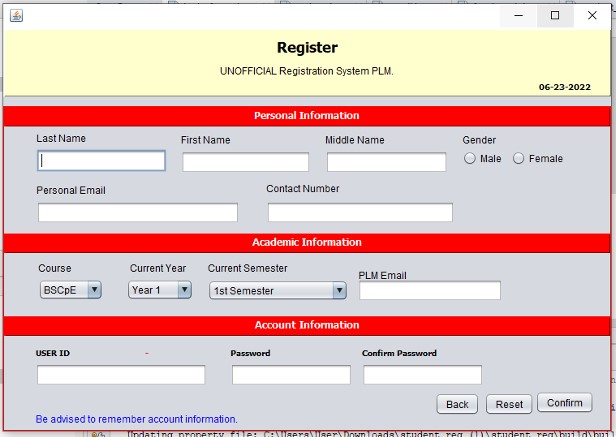 Register
UNOFFICIAL Registration System PLM.
06-23-2022
Personal Information
Last Name First Name Middle Name Gender
Male Female
Personal Email Contact Number
Academic Information
Course Current Year Current Semester PLM Email
BSCpE Year 1 1st Semester
Account Information
USER ID - Password Confirm Password
Back Reset Confirm
Be advised to remember account information.
Updating property file: C:\Users\User\Downloads\student_reg (1)\student_reg\build\buil